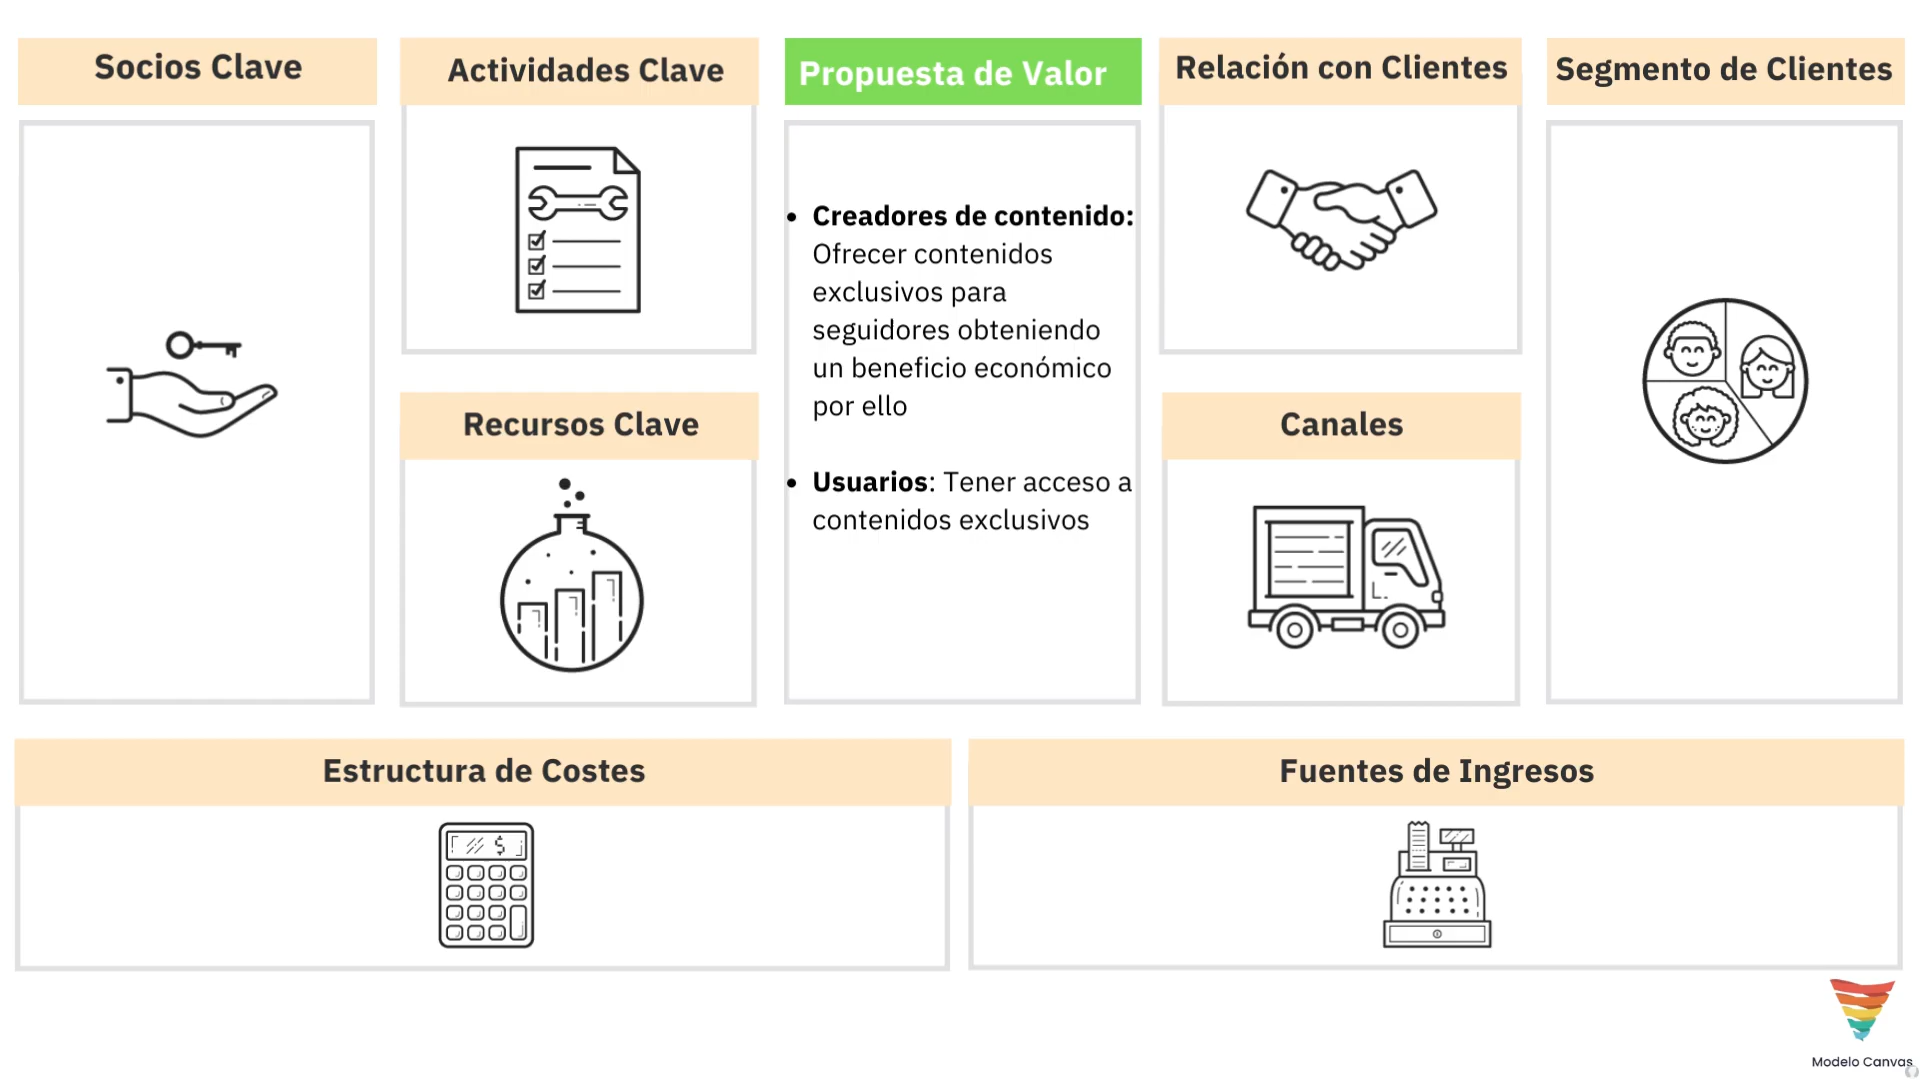 Socios Clave
Actividades Clave
Propuesta de Valor
Relación con Clientes
Segmento de Clientes
• Creadores de contenido:
Ofrecer contenidos
exclusivos para
seguidores obteniendo
un beneficio económico
por ello
• Usuarios: Tener acceso a
contenidos exclusivos
Recursos Clave
Canales
Estructura de Costes
Fuentes de Ingresos
$
Modelo Canvas